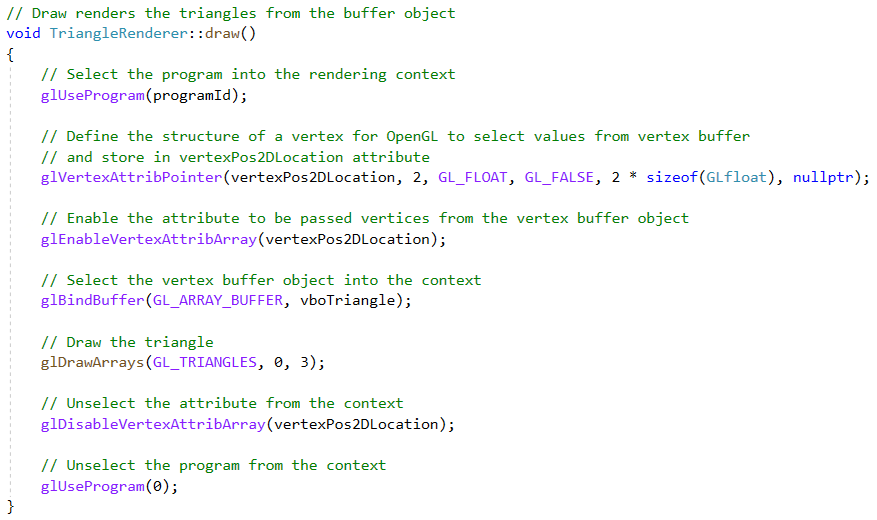 // Draw renders the triangles from the buffer object
void TriangleRenderer::draw()
{
    // Select the program into the rendering context
    glUseProgram(programId);

    // Define the structure of a vertex for OpenGL to select values from vertex buffer
    // and store in vertexPos2DLocation attribute
    glVertexAttribPointer(vertexPos2DLocation, 2, GL_FLOAT, GL_FALSE, 2 * sizeof(GLfloat), nullptr);

    // Enable the attribute to be passed vertices from the vertex buffer object
    glEnableVertexAttribArray(vertexPos2DLocation);

    // Select the vertex buffer object into the context
    glBindBuffer(GL_ARRAY_BUFFER, vboTriangle);

    // Draw the triangle
    glDrawArrays(GL_TRIANGLES, 0, 3);

    // Unselect the attribute from the context
    glDisableVertexAttribArray(vertexPos2DLocation);

    // Unselect the program from the context
    glUseProgram(0);
}